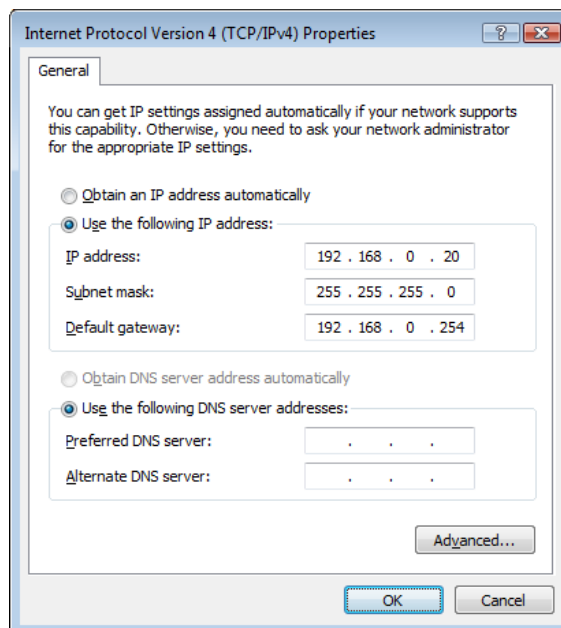 Internet Protocol Version 4 (TCP/IPv4) Properties
General
You can get IP settings assigned automatically if your network supports
this capability. Otherwise, you need to ask your network administrator
for the appropriate IP settings.
Obtain an IP address automatically
Use the following IP address:
IP address: 192 . 168 . 0 . 20
Subnet mask: 255 . 255 . 255 . 0
Default gateway: 192 . 168 . 0 . 254
Obtain DNS server address automatically
Use the following DNS server addresses:
Preferred DNS server: . . .
Alternate DNS server: . . .
Advanced...
OK Cancel